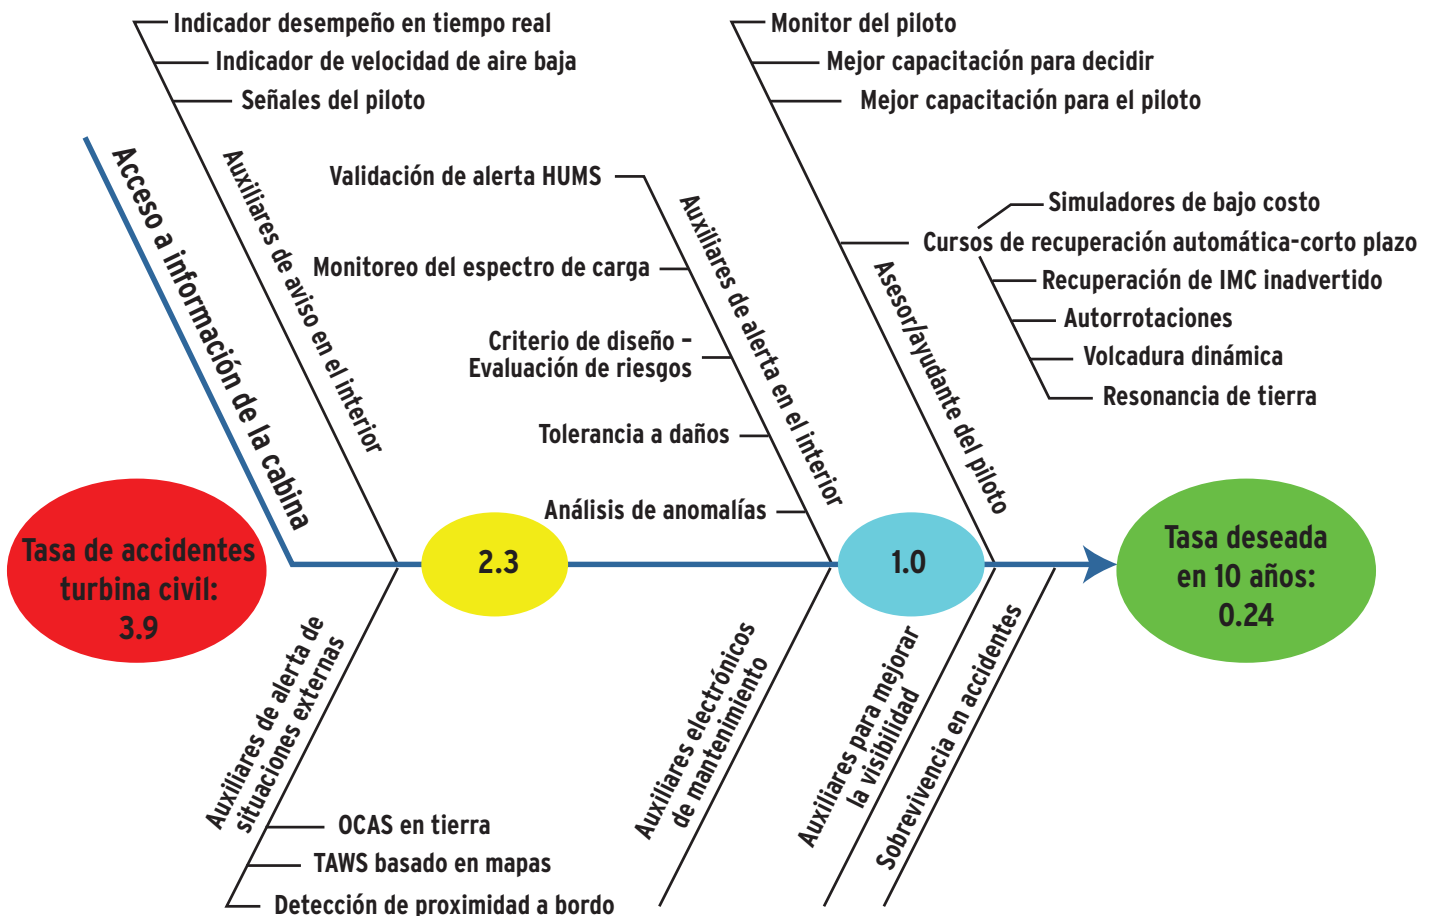 Indicador desempeño en tiempo real
Indicador de velocidad de aire baja
Señales del piloto
Monitor del piloto
Mejor capacitación para decidir
Mejor capacitación para el piloto
Acceso a información de la cabina
Auxiliares de aviso en el interior
Validación de alerta HUMS
Monitoreo del espectro de carga
Criterio de diseño –
Evaluación de riesgos
Tolerancia a daños
Análisis de anomalías
Auxiliares de alerta en el interior
Asesor/ayudante del piloto
Simuladores de bajo costo
Cursos de recuperación automática-corto plazo
Recuperación de IMC inadvertido
Autorrotaciones
Volcadura dinámica
Resonancia de tierra
Tasa de accidentes
turbina civil:
3.9
2.3
1.0
Tasa deseada
en 10 años:
0.24
Auxiliares de alerta de
situaciones externas
OCAS en tierra
TAWS basado en mapas
Detección de proximidad a bordo
Auxiliares electrónicos
de mantenimiento
Auxiliares para mejorar
la visibilidad
Sobrevivencia en accidentes